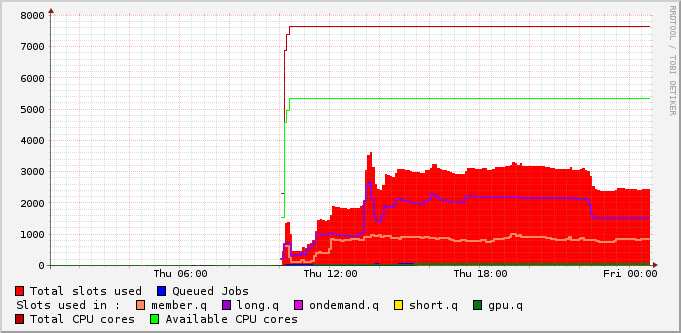 8000
7000
6000
5000
4000
3000
2000
1000
0
Thu 06:00 Thu 12:00 Thu 18:00 Fri 00:00
RRDTOOL / TOBI OETIKER
Total slots used Queued Jobs
Slots used in : member.q long.q ondemand.q short.q gpu.q
Total CPU cores Available CPU cores